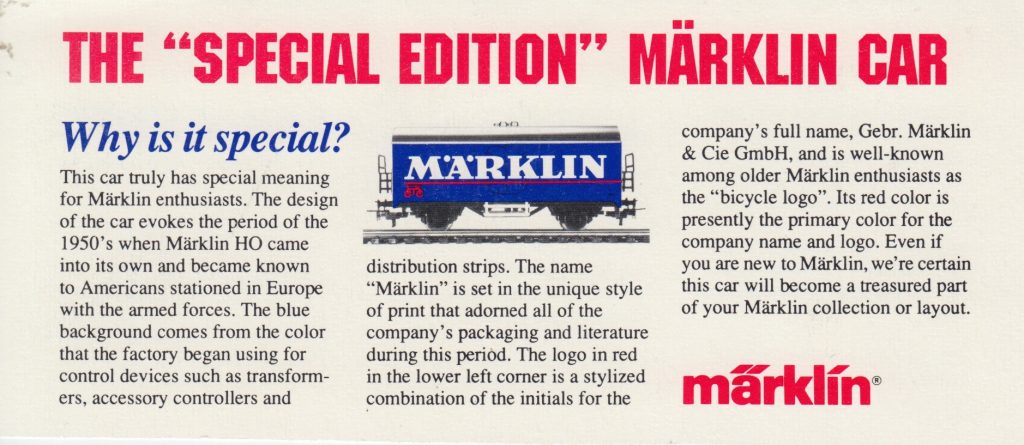 THE “SPECIAL EDITION” MÄRKLIN CAR
Why is it special?
This car truly has special meaning
for Märklin enthusiasts. The design
of the car evokes the period of the
1950’s when Märklin HO came
into its own and became known
to Americans stationed in Europe
with the armed forces. The blue
background comes from the color
that the factory began using for
control devices such as transform-
ers, accessory controllers and
MÄRKLIN
distribution strips. The name
“Märklin” is set in the unique style
of print that adorned all of the
company’s packaging and literature
during this period. The logo in red
in the lower left corner is a stylized
combination of the initials for the
company’s full name, Gebr. Märklin
& Cie GmbH, and is well-known
among older Märklin enthusiasts as
the “bicycle logo”. Its red color is
presently the primary color for the
company name and logo. Even if
you are new to Märklin, we’re certain
this car will become a treasured part
of your Märklin collection or layout.
märklin®